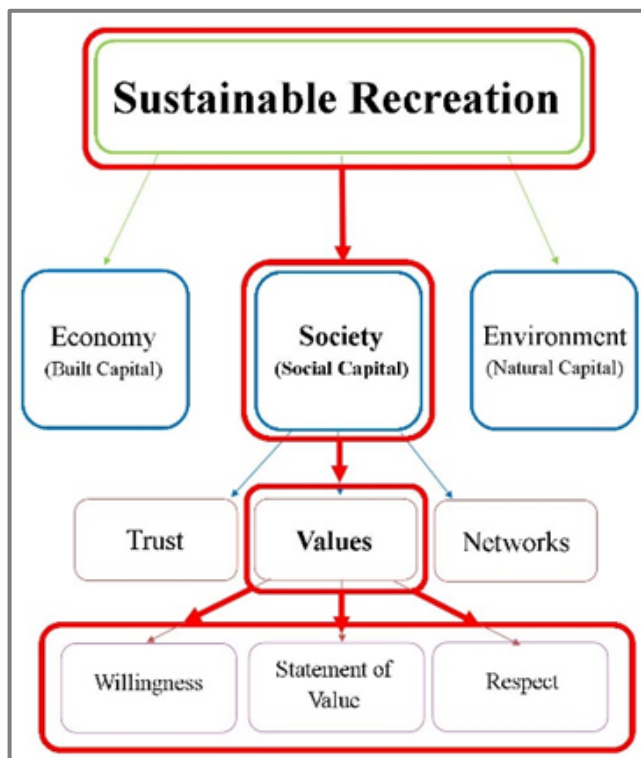 Sustainable Recreation
Economy
(Built Capital)
Society
(Social Capital)
Environment
(Natural Capital)
Trust
Values
Networks
Willingness
Statement of
Value
Respect